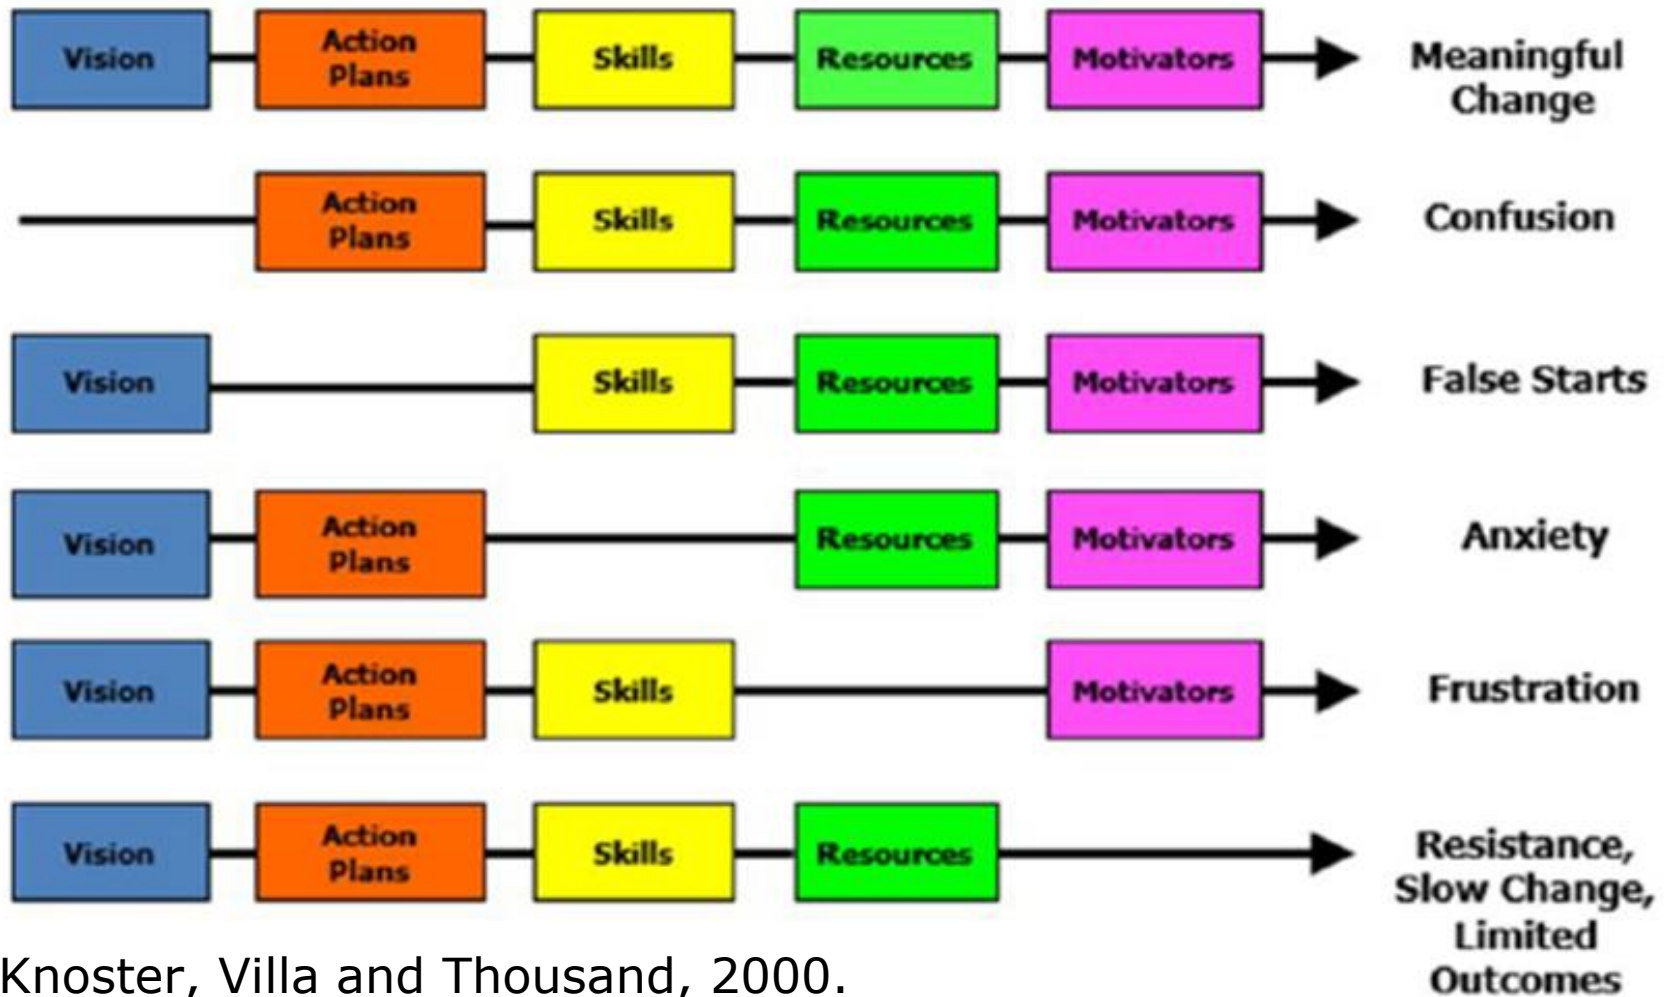 Vision Action Plans Skills Resources Motivators Meaningful Change
Action Plans Skills Resources Motivators Confusion
Vision Skills Resources Motivators False Starts
Vision Action Plans Resources Motivators Anxiety
Vision Action Plans Skills Motivators Frustration
Vision Action Plans Skills Resources Resistance,
Slow Change,
Limited
Outcomes
Knoster, Villa and Thousand, 2000.